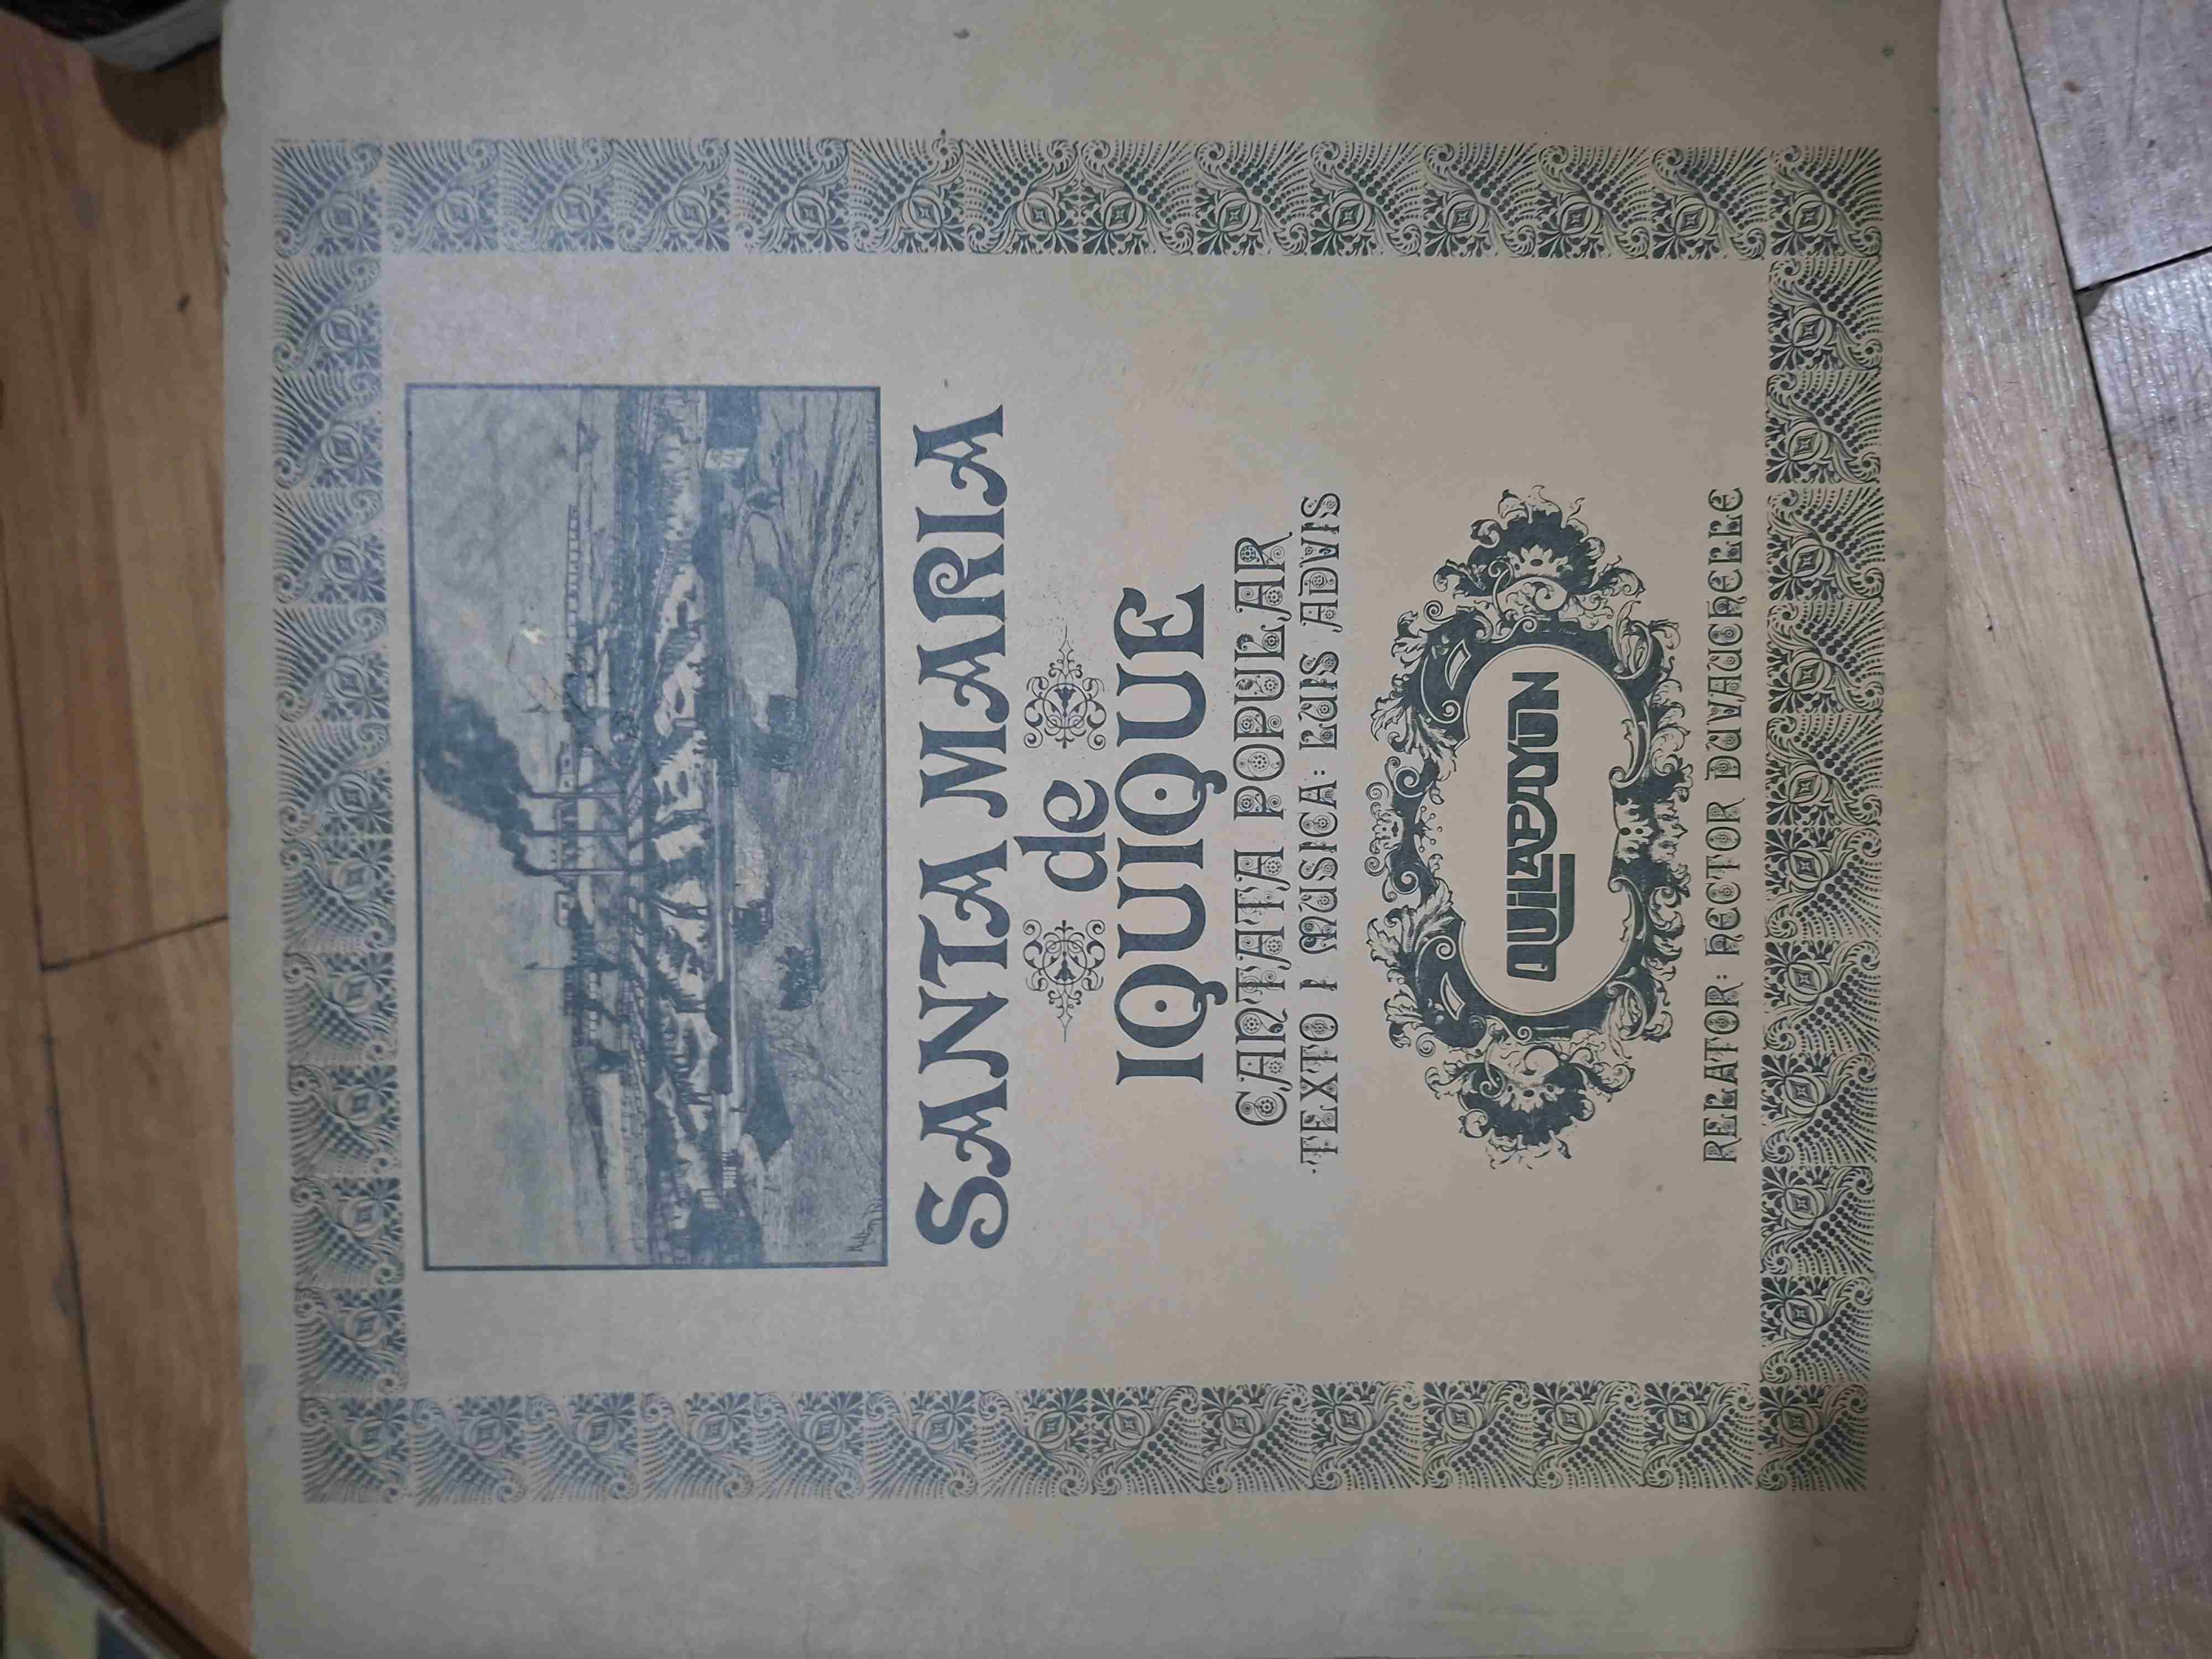 SANTA MARIA
de
IQUIQUE
CANTATA POPULAR
TEXTO I MUSICA: LUIS ADVIS
QUILAPAYUN
RELATOR: HECTOR DUVAUCHELLE